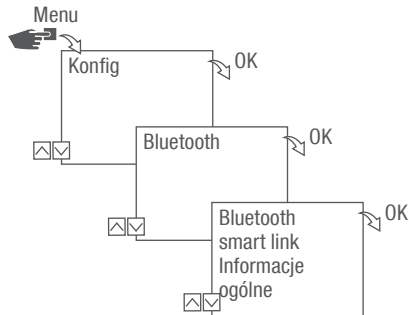 Menu
Konfig
OK
Bluetooth
OK
Bluetooth
smart link
Informacje
ogólne
OK